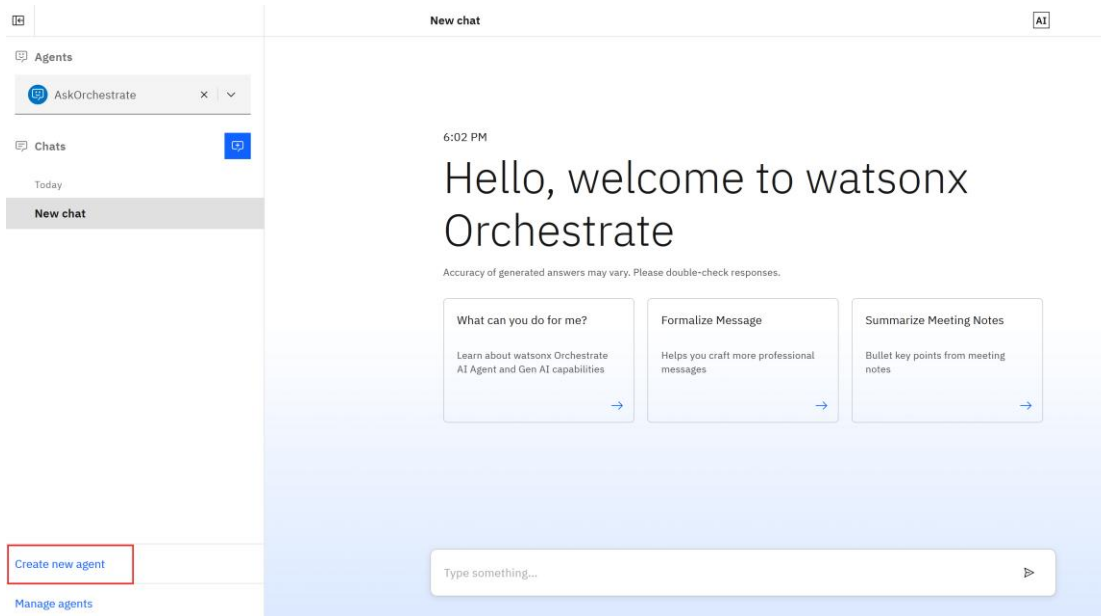 New chat
AI
Agents
AskOrchestrate
Chats
Today
New chat
Create new agent
Manage agents
6:02 PM
Hello, welcome to watsonx
Orchestrate
Accuracy of generated answers may vary. Please double-check responses.
What can you do for me?
Learn about watsonx Orchestrate
AI Agent and Gen AI capabilities
Formalize Message
Helps you craft more professional
messages
Summarize Meeting Notes
Bullet key points from meeting
notes
Type something...